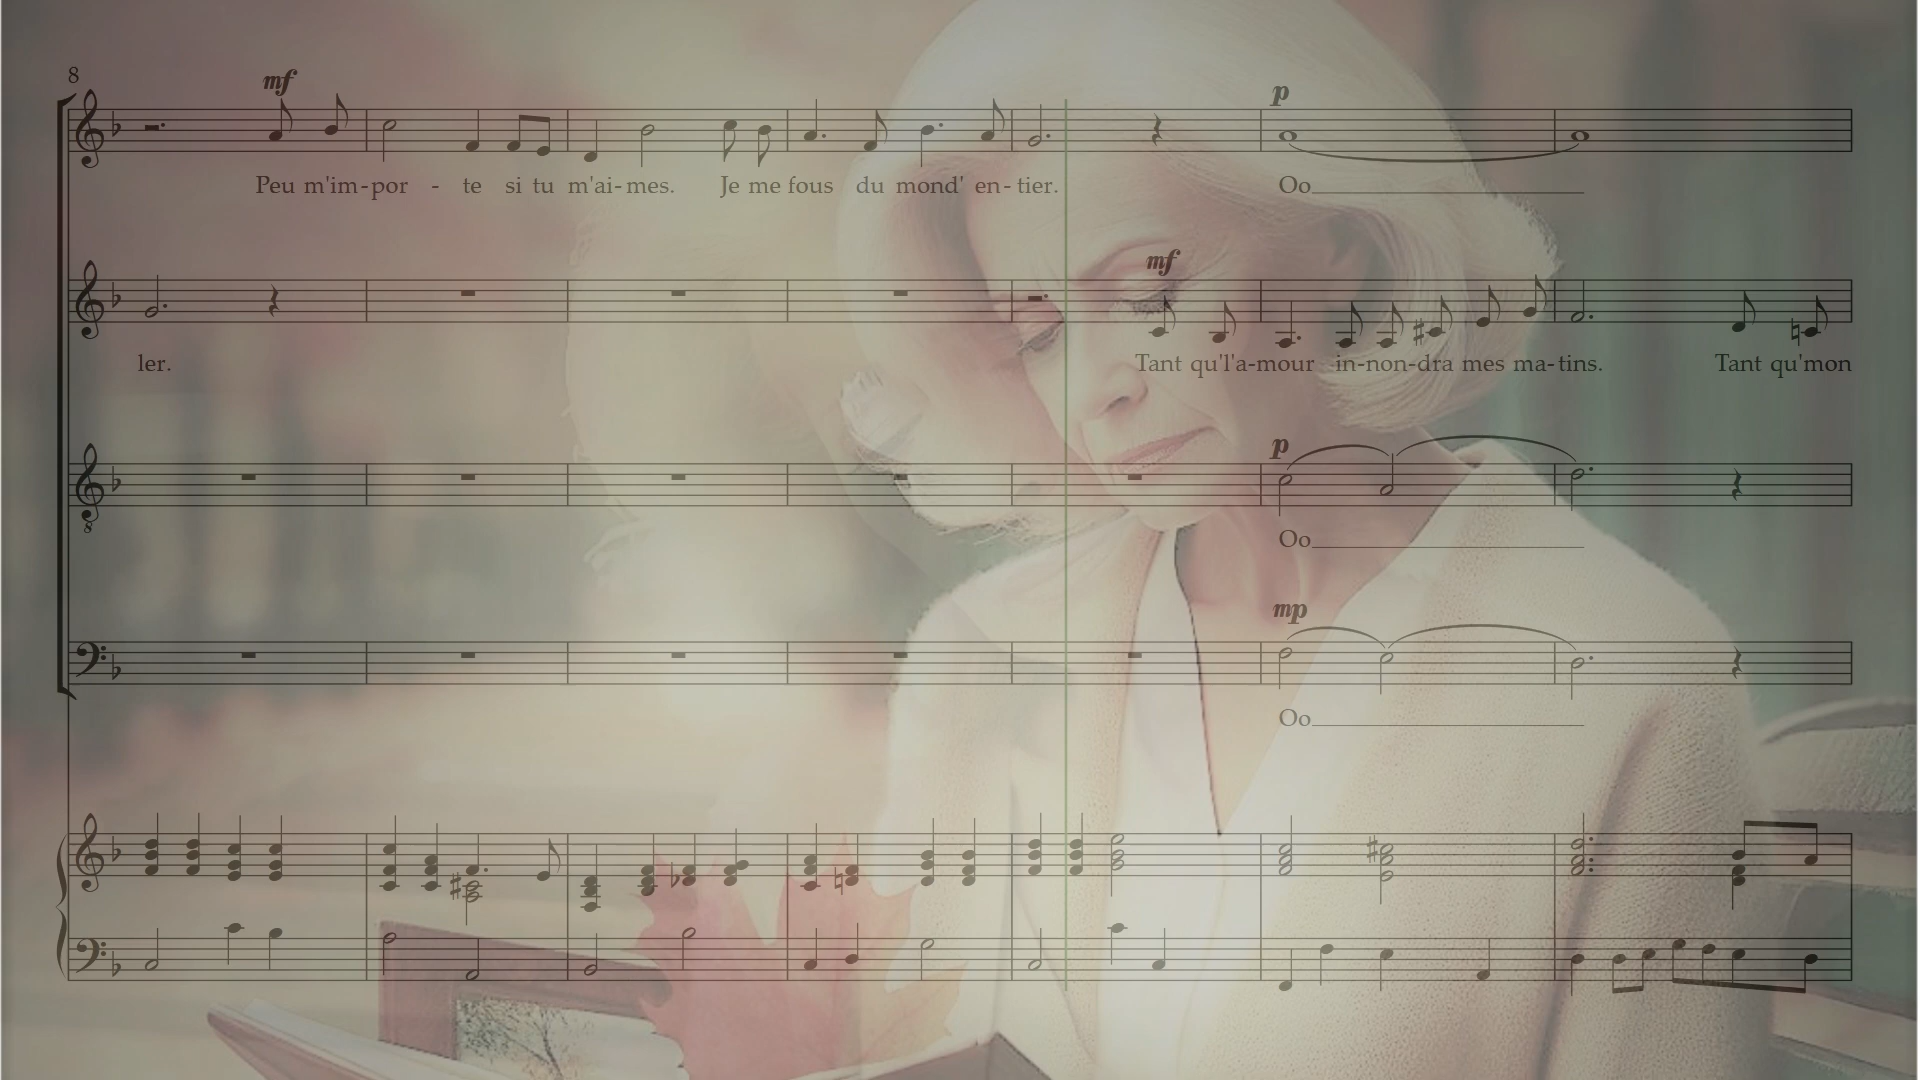 8
mf
p
Peu m'im-por - te si tu m'ai-mes. Je me fous du mond' en-tier. Oo
mf
ler. Tant qu'l'a-mour in-non-dra mes ma-tins. Tant qu'mon
p
8
Oo
mp
Oo